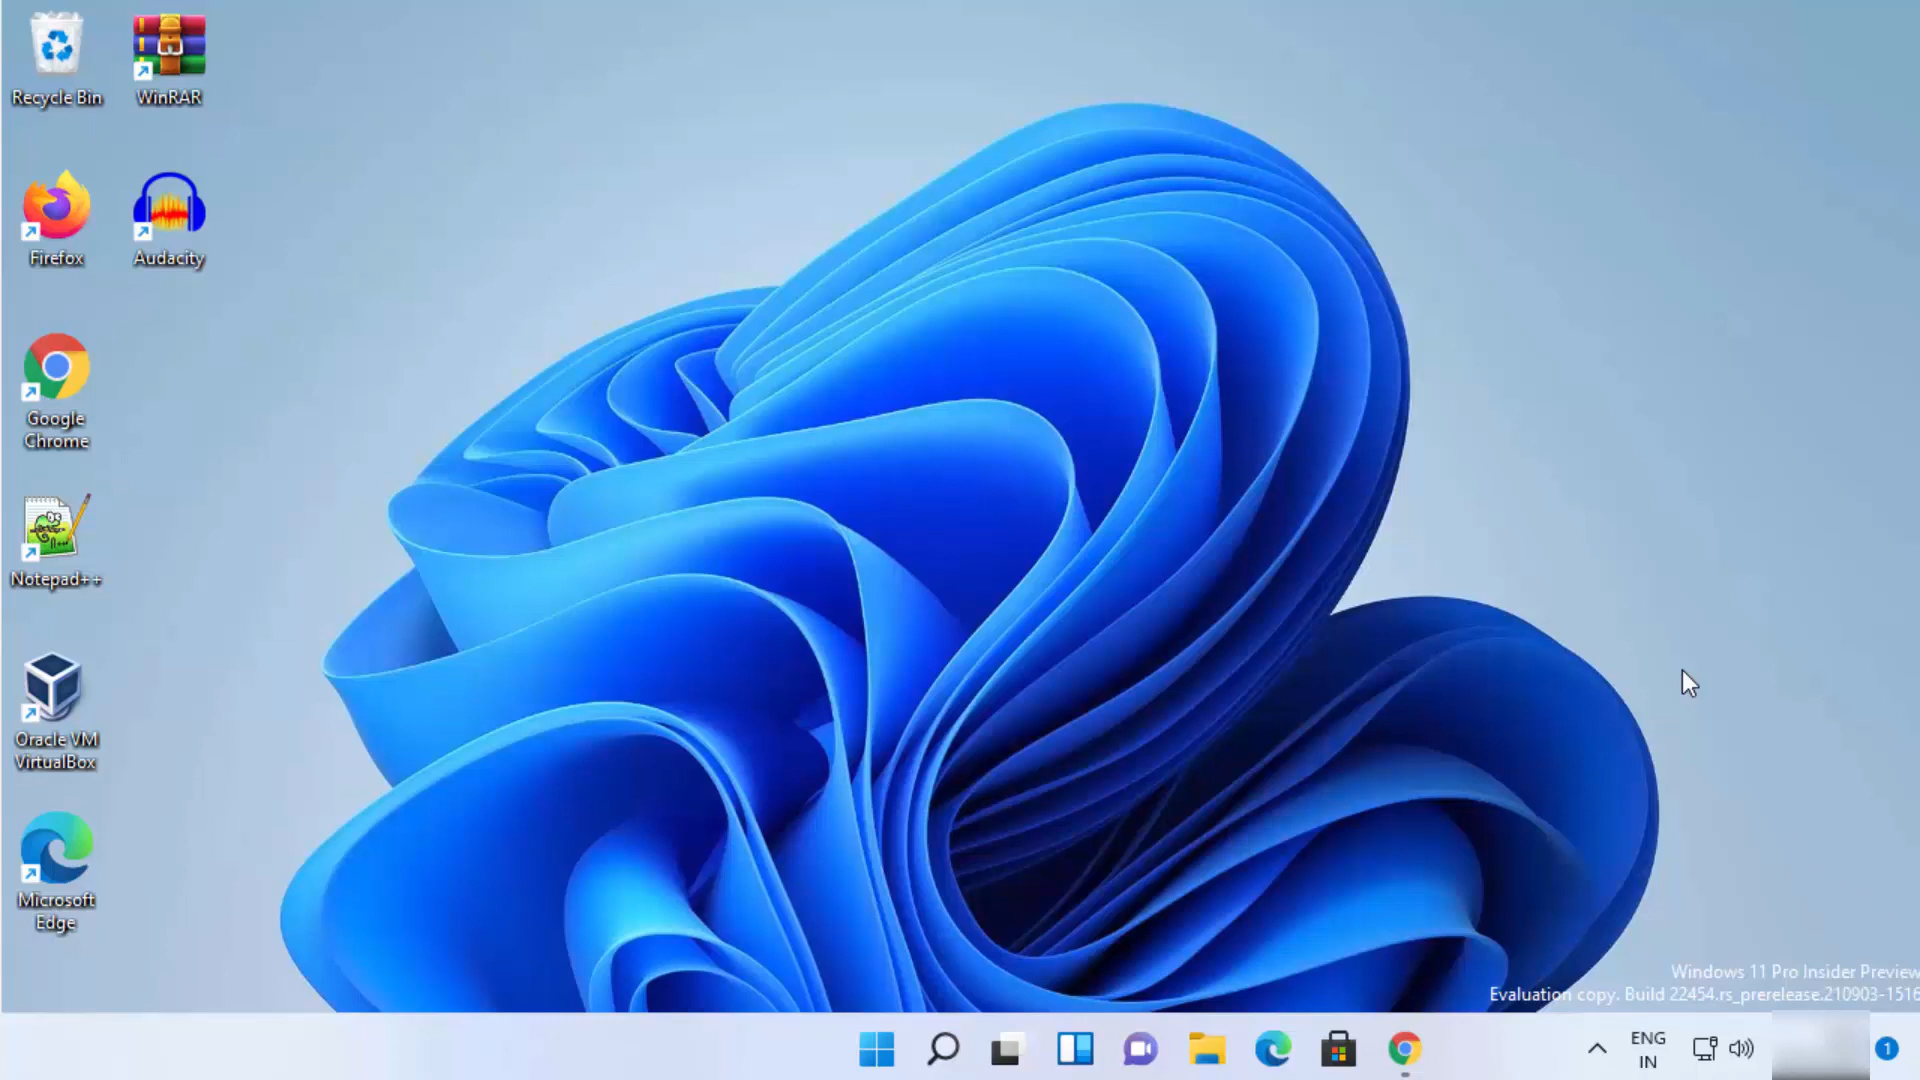 Recycle Bin
WinRAR
Firefox
Audacity
Google
Chrome
Notepad++
Oracle VM
VirtualBox
Microsoft
Edge
Windows 11 Pro Insider Preview
Evaluation copy. Build 22454.rs_prerelease.210903-1516
ENG
IN
1